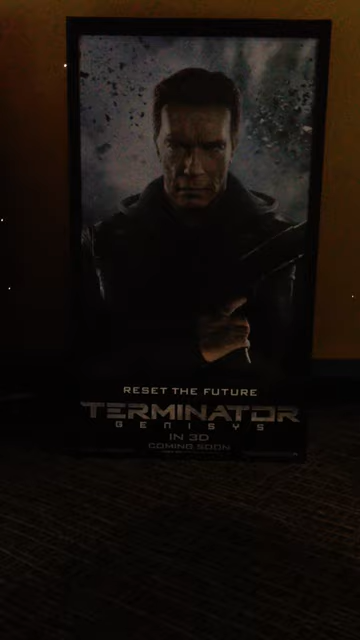 RESET THE FUTURE
TERMINATOR
GENISYS
IN 3D
COMING SOON